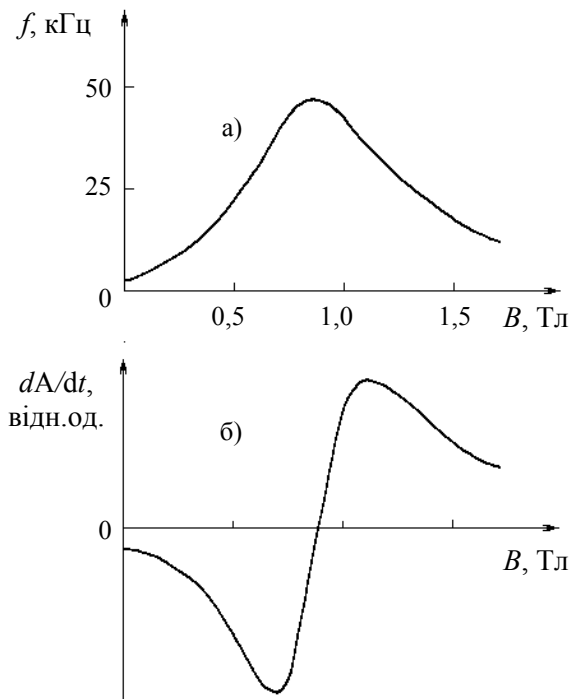 f, кГц
50
а)
25
0
0,5 1,0 1,5 B, Тл
dA/dt,
відн.од.
б)
0
B, Тл